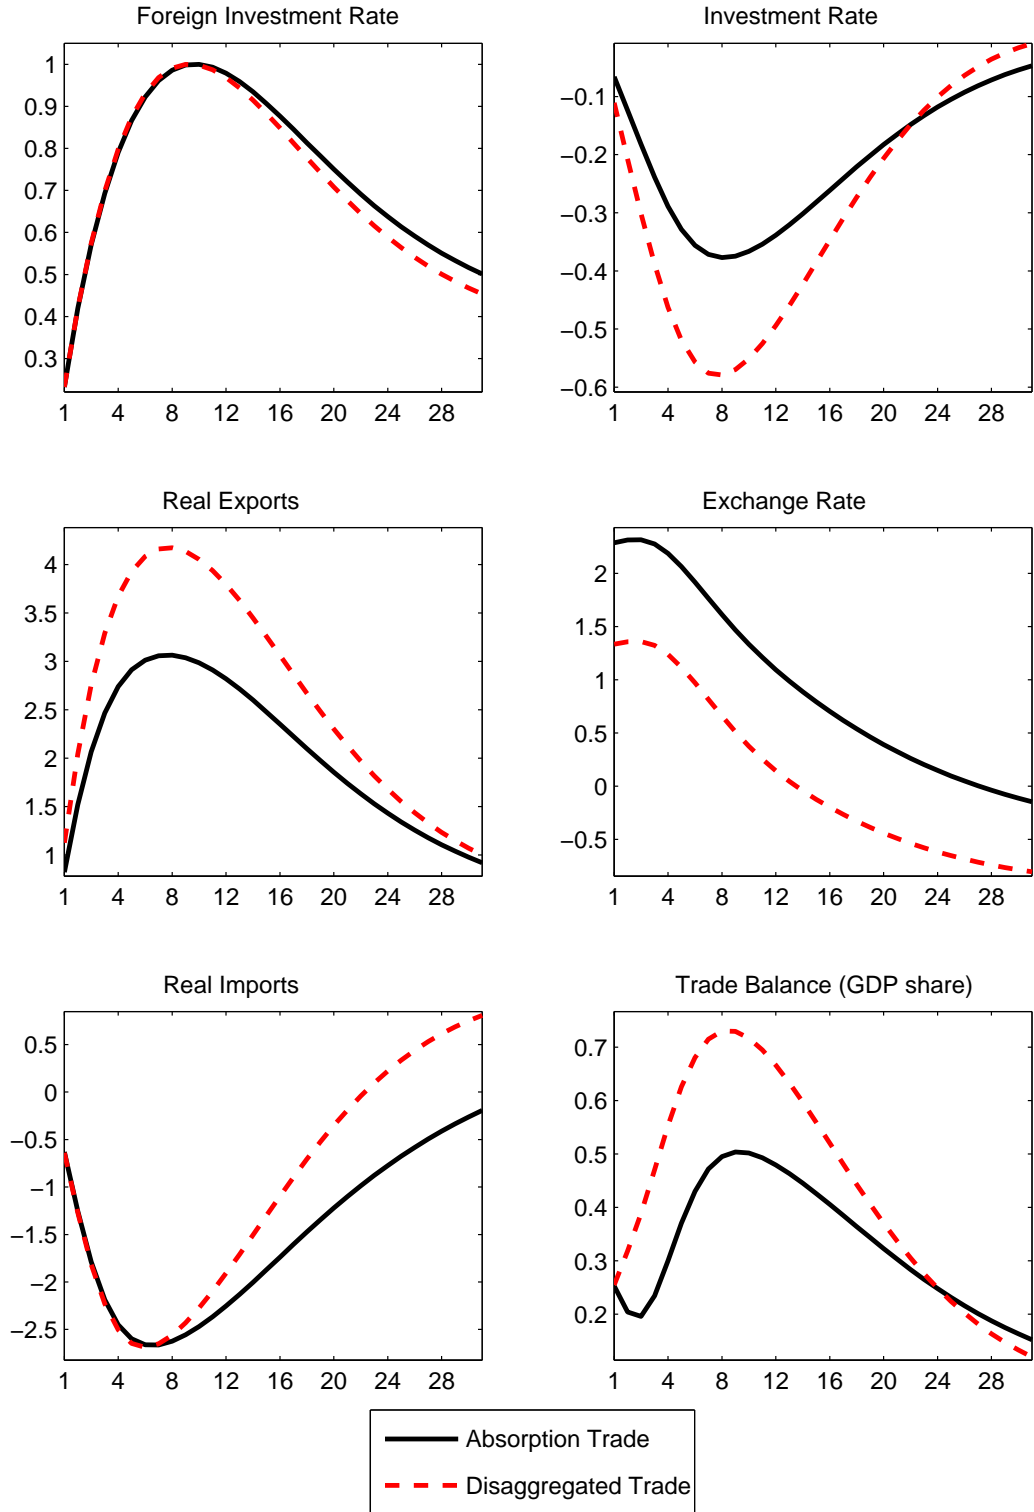 Foreign Investment Rate
1
0.9
0.8
0.7
0.6
0.5
0.4
0.3
1 4 8 12 16 20 24 28
Investment Rate
−0.1
−0.2
−0.3
−0.4
−0.5
−0.6
1 4 8 12 16 20 24 28
Real Exports
4
3.5
3
2.5
2
1.5
1
1 4 8 12 16 20 24 28
Exchange Rate
2
1.5
1
0.5
0
−0.5
1 4 8 12 16 20 24 28
Real Imports
0.5
0
−0.5
−1
−1.5
−2
−2.5
1 4 8 12 16 20 24 28
Trade Balance (GDP share)
0.7
0.6
0.5
0.4
0.3
0.2
1 4 8 12 16 20 24 28
Absorption Trade
Disaggregated Trade